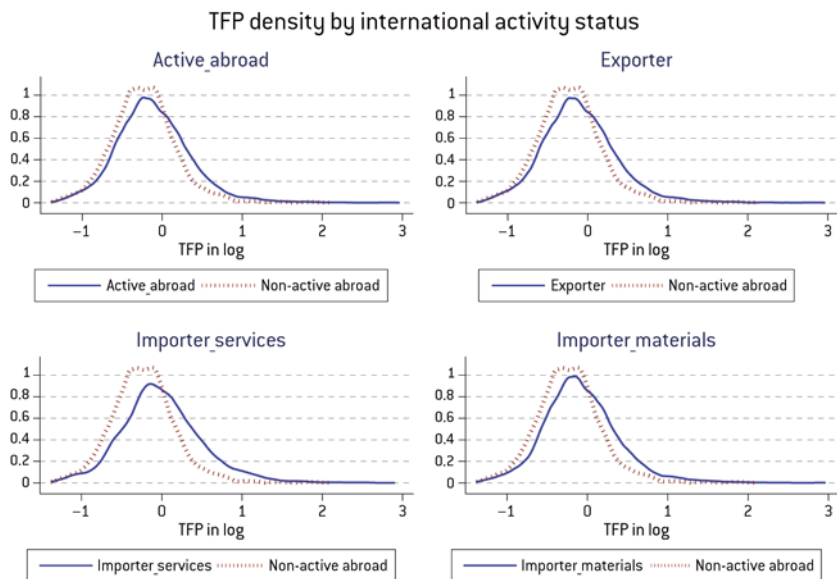 TFP density by international activity status
Active_abroad
1
0.8
0.6
0.4
0.2
0
−1 0 1 2 3
TFP in log
Active_abroad Non-active abroad
Exporter
1
0.8
0.6
0.4
0.2
0
−1 0 1 2 3
TFP in log
Exporter Non-active abroad
Importer_services
1
0.8
0.6
0.4
0.2
0
−1 0 1 2 3
TFP in log
Importer_services Non-active abroad
Importer_materials
1
0.8
0.6
0.4
0.2
0
−1 0 1 2 3
TFP in log
Importer_materials Non-active abroad